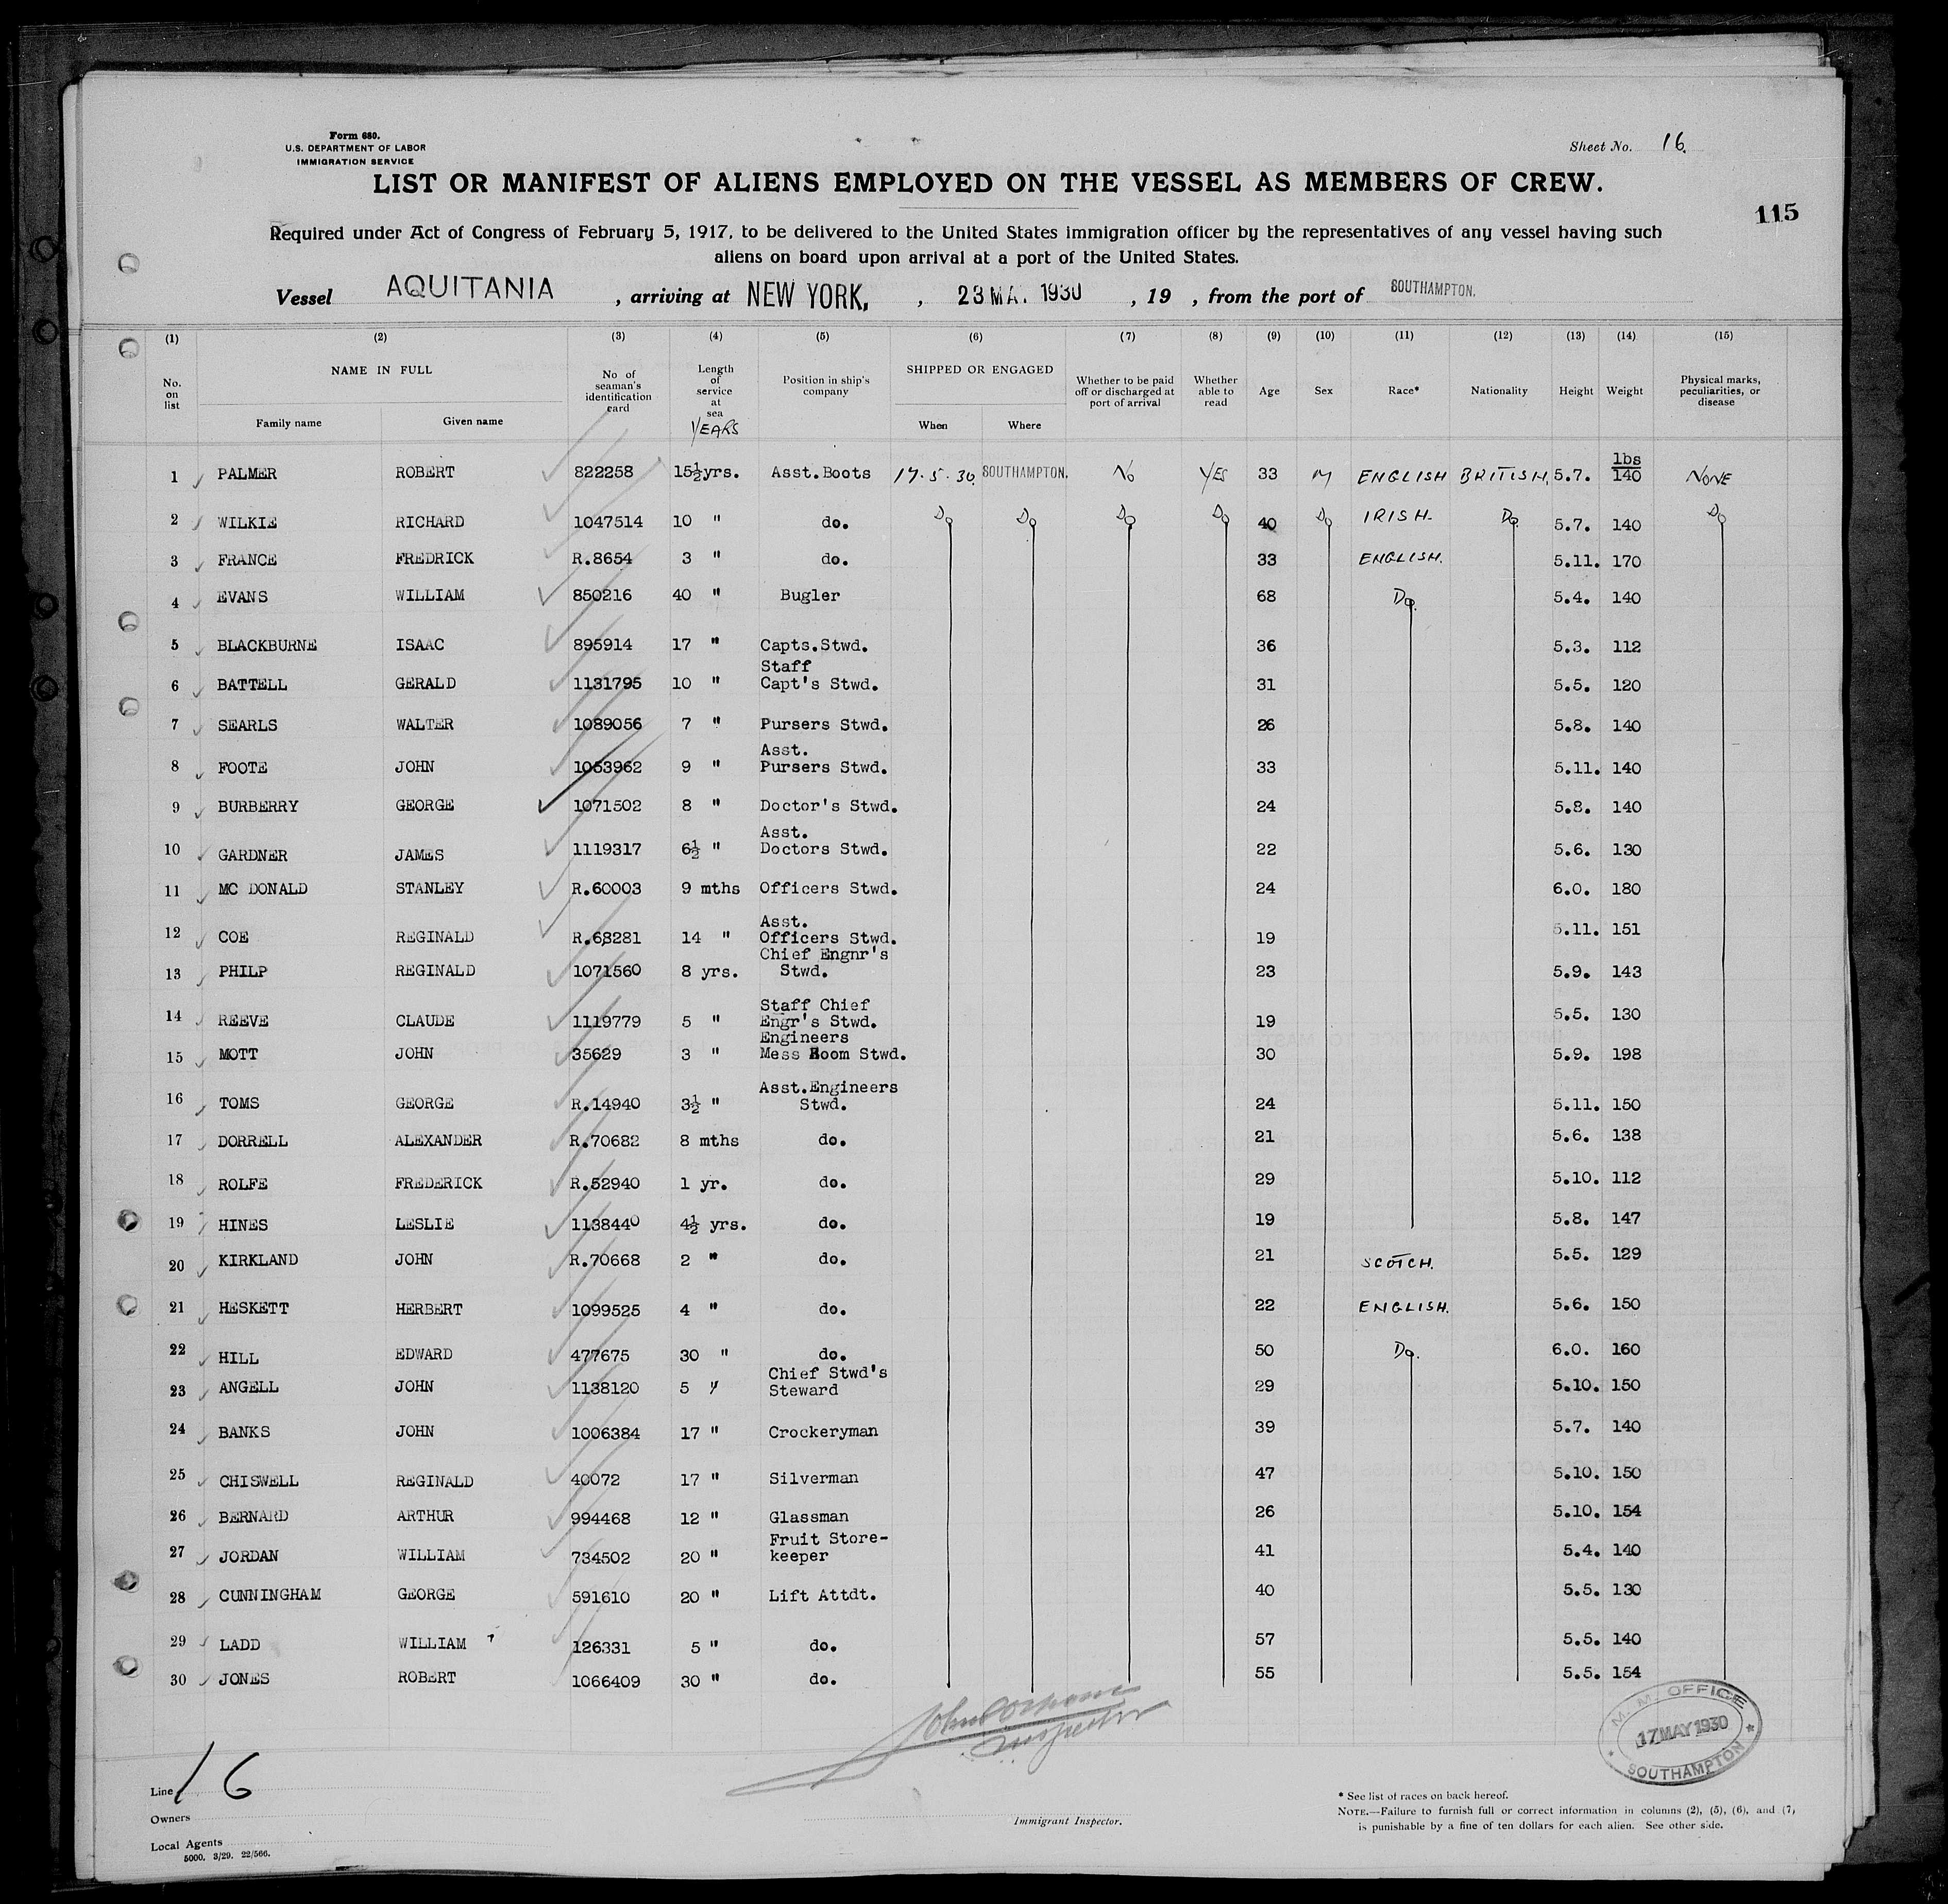 Form 680.
U.S. DEPARTMENT OF LABOR
IMMIGRATION SERVICE
Sheet No. 16.
LIST OR MANIFEST OF ALIENS EMPLOYED ON THE VESSEL AS MEMBERS OF CREW.
115
Required under Act of Congress of February 5, 1917, to be delivered to the United States immigration officer by the representatives of any vessel having such
aliens on board upon arrival at a port of the United States.
Vessel AQUITANIA , arriving at NEW YORK, , 23 MAY 1930 , 19 , from the port of SOUTHAMPTON.
(1) (2) (3) (4) (5) (6) (7) (8) (9) (10) (11) (12) (13) (14) (15)
No. on list NAME IN FULL Family name Given name No of seaman's identification card Length of service at sea YEARS Position in ship's company SHIPPED OR ENGAGED When Where Whether to be paid off or discharged at port of arrival Whether able to read Age Sex Race* Nationality Height Weight Physical marks, peculiarities, or disease
1 PALMER ROBERT 822258 15½yrs. Asst.Boots 17.5.30. SOUTHAMPTON. No YES 33 M ENGLISH BRITISH. 5.7. lbs 140 NONE
2 WILKIE RICHARD 1047514 10 " do. Do Do Do Do 40 Do IRISH. Do 5.7. 140 Do
3 FRANCE FREDRICK R.8654 3 " do. 33 ENGLISH. 5.11. 170
4 EVANS WILLIAM 850216 40 " Bugler 68 Do. 5.4. 140
5 BLACKBURNE ISAAC 895914 17 " Capts.Stwd. 36 5.3. 112
6 BATTELL GERALD 1131795 10 " Staff Capt's Stwd. 31 5.5. 120
7 SEARLS WALTER 1089056 7 " Pursers Stwd. 26 5.8. 140
8 FOOTE JOHN 1053962 9 " Asst. Pursers Stwd. 33 5.11. 140
9 BURBERRY GEORGE 1071502 8 " Doctor's Stwd. 24 5.8. 140
10 GARDNER JAMES 1119317 6½ " Asst. Doctors Stwd. 22 5.6. 130
11 MC DONALD STANLEY R.60003 9 mths Officers Stwd. 24 6.0. 180
12 COE REGINALD R.68281 14 " Asst. Officers Stwd. 19 5.11. 151
13 PHILP REGINALD 1071560 8 yrs. Chief Engnr's Stwd. 23 5.9. 143
14 REEVE CLAUDE 1119779 5 " Staff Chief Engr's Stwd. 19 5.5. 130
15 MOTT JOHN 35629 3 " Engineers Mess Room Stwd. 30 5.9. 198
16 TOMS GEORGE R.14940 3½ " Asst.Engineers Stwd. 24 5.11. 150
17 DORRELL ALEXANDER R.70682 8 mths do. 21 5.6. 138
18 ROLFE FREDERICK R.52940 1 yr. do. 29 5.10. 112
19 HINES LESLIE 1138440 4½ yrs. do. 19 5.8. 147
20 KIRKLAND JOHN R.70668 2 " do. 21 SCOTCH. 5.5. 129
21 HESKETT HERBERT 1099525 4 " do. 22 ENGLISH. 5.6. 150
22 HILL EDWARD 477675 30 " do. 50 Do. 6.0. 160
23 ANGELL JOHN 1138120 5 " Chief Stwd's Steward 29 5.10. 150
24 BANKS JOHN 1006384 17 " Crockeryman 39 5.7. 140
25 CHISWELL REGINALD 40072 17 " Silverman 47 5.10. 150
26 BERNARD ARTHUR 994468 12 " Glassman 26 5.10. 154
27 JORDAN WILLIAM 734502 20 " Fruit Store-keeper 41 5.4. 140
28 CUNNINGHAM GEORGE 591610 20 " Lift Attdt. 40 5.5. 130
29 LADD WILLIAM 126331 5 " do. 57 5.5. 140
30 JONES ROBERT 1066409 30 " do. 55 5.5. 154
Inspector
M. M. OFFICE
17 MAY 1930
SOUTHAMPTON
Line 16
Owners
Local Agents
5000. 3/29. 22/566.
Immigrant Inspector.
* See list of races on back hereof.
NOTE.—Failure to furnish full or correct information in columns (2), (5), (6), and (7)
is punishable by a fine of ten dollars for each alien. See other side.